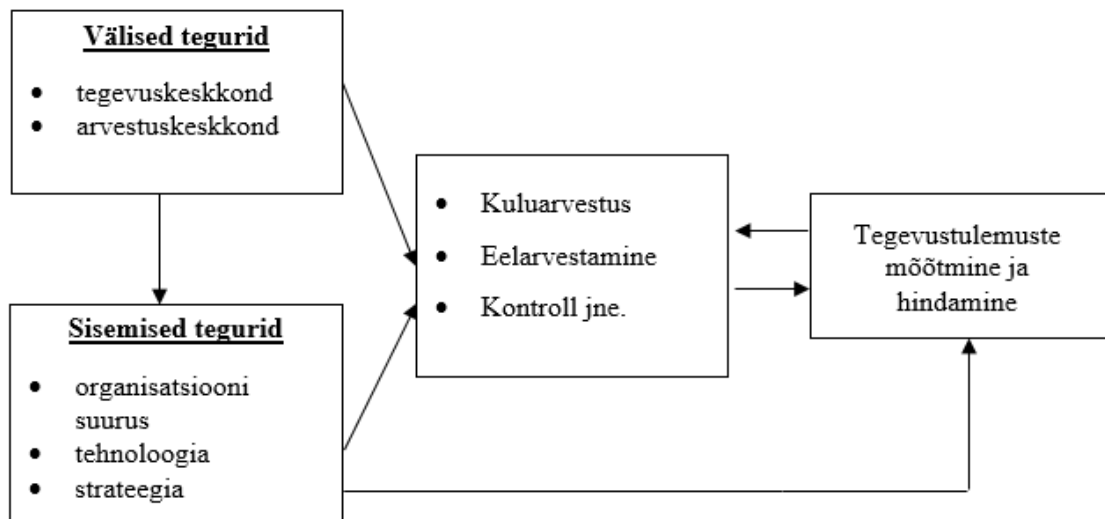 Välised tegurid
• tegevuskeskkond
• arvestuskeskkond
Sisemised tegurid
• organisatsiooni
suurus
• tehnoloogia
• strateegia
• Kuluarvestus
• Eelarvestamine
• Kontroll jne.
Tegevustulemuste
mõõtmine ja
hindamine